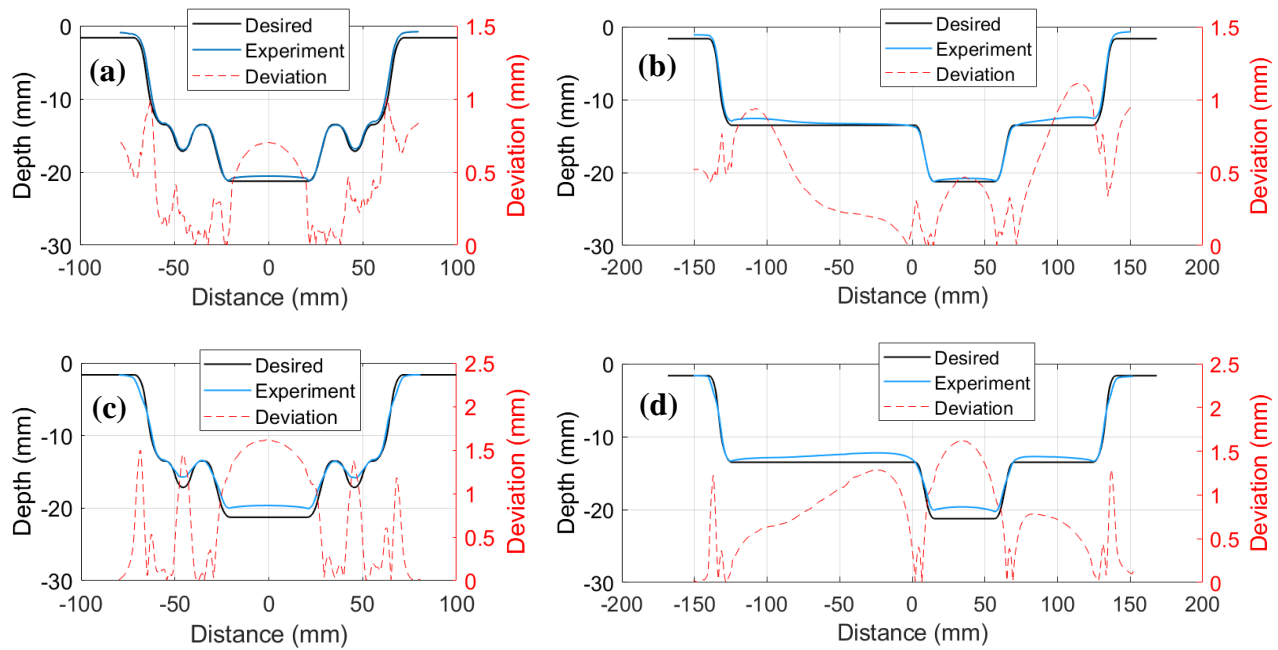 (a)
Desired
Experiment
Deviation
0
-10
-20
-30
Depth (mm)
1.5
1
0.5
0
Deviation (mm)
-100 -50 0 50 100
Distance (mm)
(b)
Desired
Experiment
Deviation
0
-10
-20
-30
Depth (mm)
1.5
1
0.5
0
Deviation (mm)
-200 -150 -100 -50 0 50 100 150 200
Distance (mm)
(c)
Desired
Experiment
Deviation
0
-10
-20
-30
Depth (mm)
2.5
2
1.5
1
0.5
0
Deviation (mm)
-100 -50 0 50 100
Distance (mm)
(d)
Desired
Experiment
Deviation
0
-10
-20
-30
Depth (mm)
2.5
2
1.5
1
0.5
0
Deviation (mm)
-200 -150 -100 -50 0 50 100 150 200
Distance (mm)